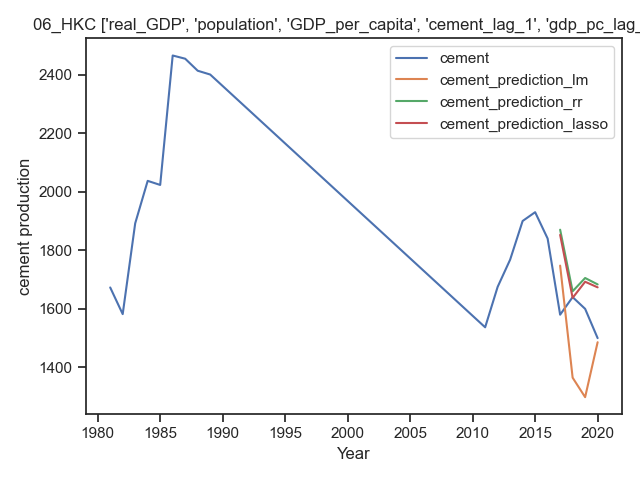 06_HKC ['real_GDP', 'population', 'GDP_per_capita', 'cement_lag_1', 'gdp_pc_lag_
cement
cement_prediction_lm
cement_prediction_rr
cement_prediction_lasso
cement production
2400
2200
2000
1800
1600
1400
1980 1985 1990 1995 2000 2005 2010 2015 2020
Year